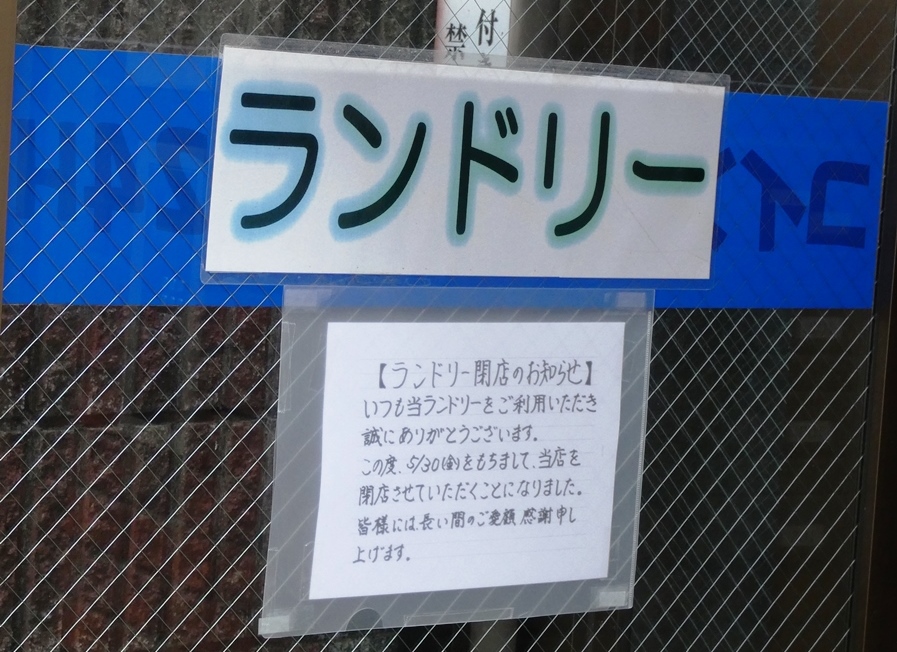 付
禁
ランドリー
【ランドリー閉店のお知らせ】
いつも当ランドリーをご利用いただき
誠にありがとうございます。
この度、5/30(金)をもちまして、当店を
閉店させていただくことになりました。
皆様には長い間のご愛顧感謝申し
上げます。